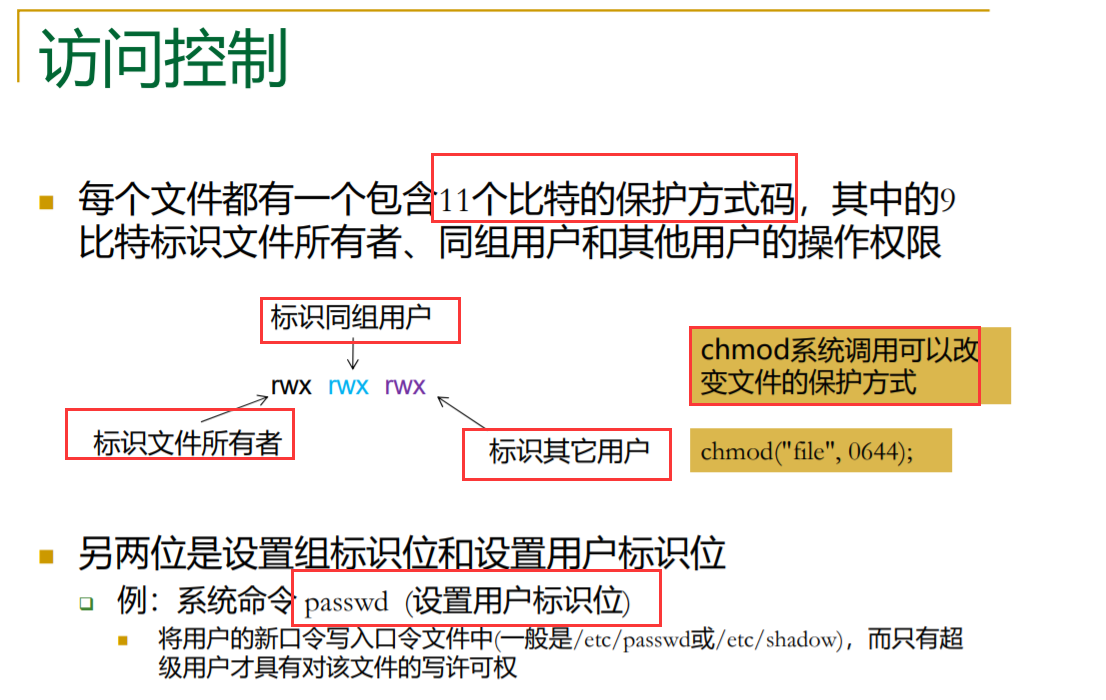 访问控制
每个文件都有一个包含11个比特的保护方式码，其中的9
比特标识文件所有者、同组用户和其他用户的操作权限
标识同组用户
rwx rwx rwx
标识文件所有者
标识其它用户
chmod系统调用可以改
变文件的保护方式
chmod("file", 0644);
另两位是设置组标识位和设置用户标识位
例：系统命令 passwd (设置用户标识位)
将用户的新口令写入口令文件中(一般是/etc/passwd或/etc/shadow)，而只有超
级用户才具有对该文件的写许可权